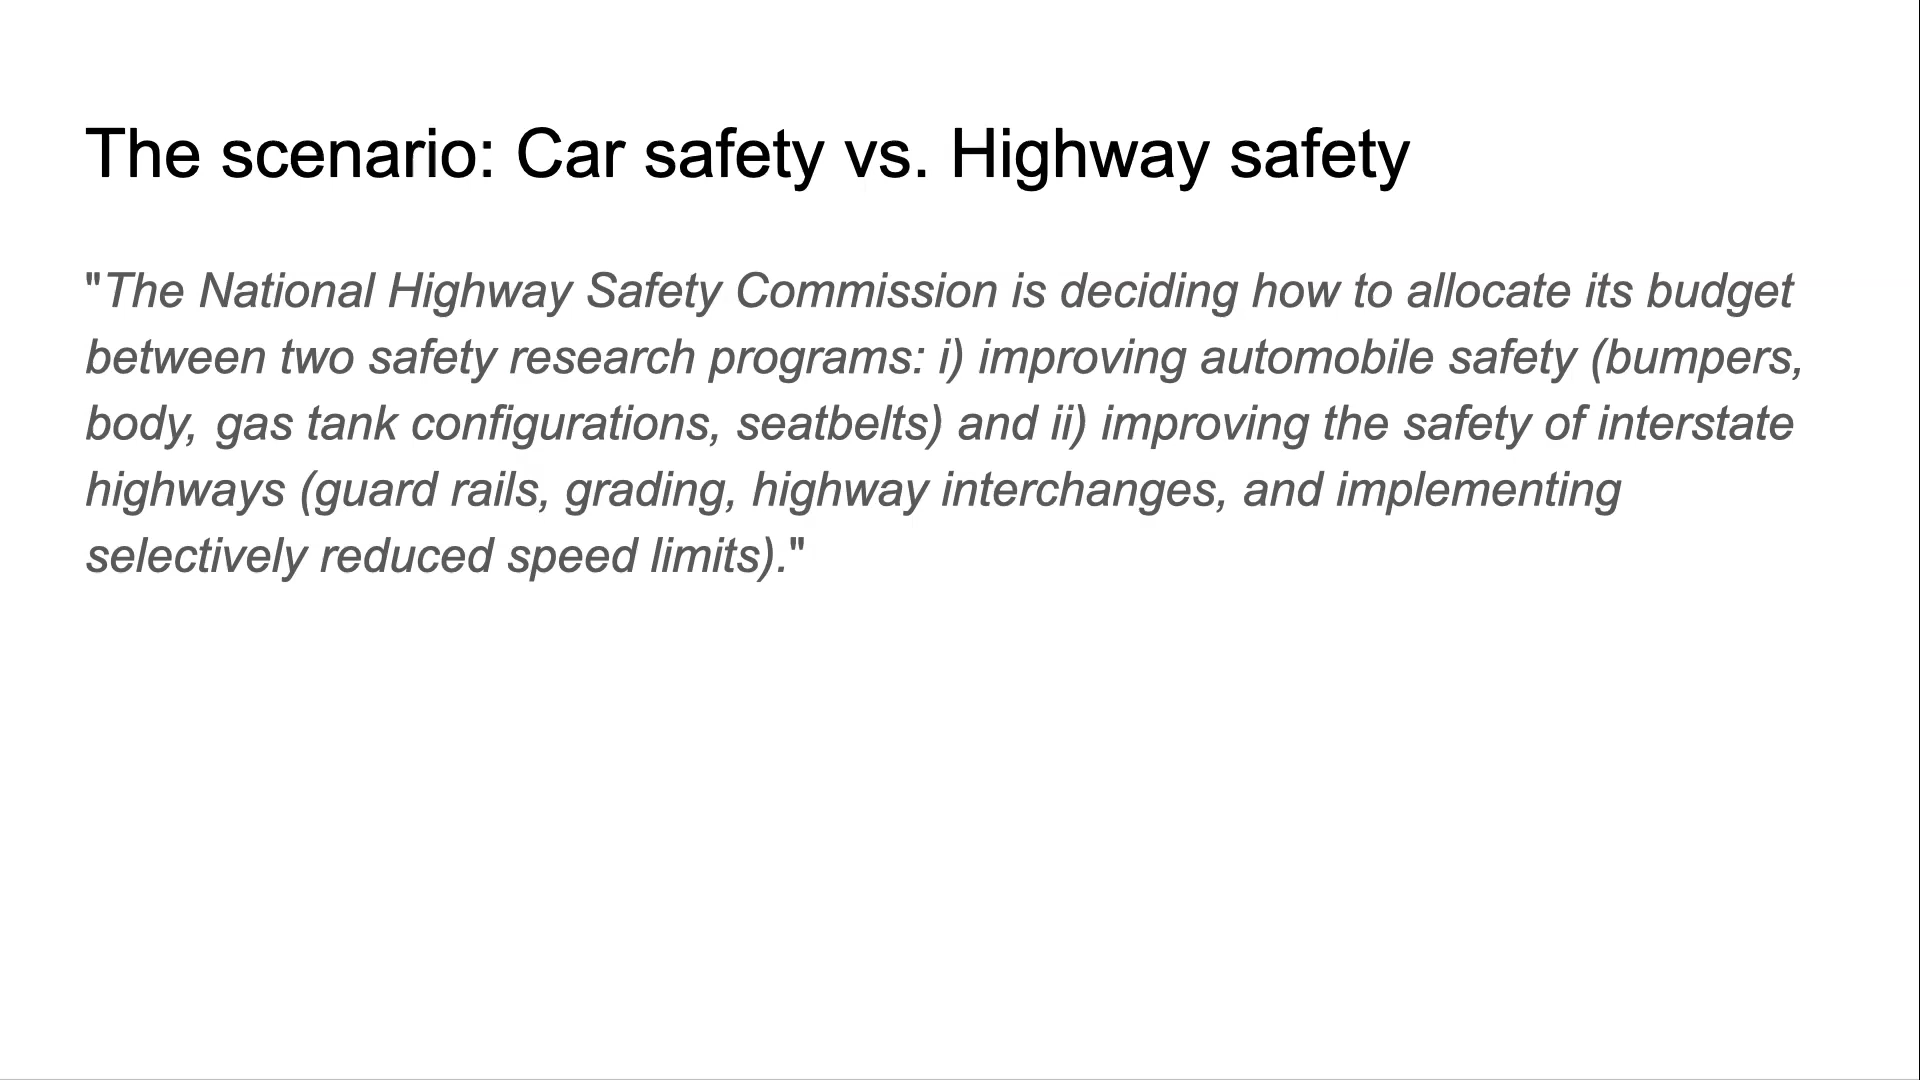 The scenario: Car safety vs. Highway safety
"The National Highway Safety Commission is deciding how to allocate its budget
between two safety research programs: i) improving automobile safety (bumpers,
body, gas tank configurations, seatbelts) and ii) improving the safety of interstate
highways (guard rails, grading, highway interchanges, and implementing
selectively reduced speed limits)."